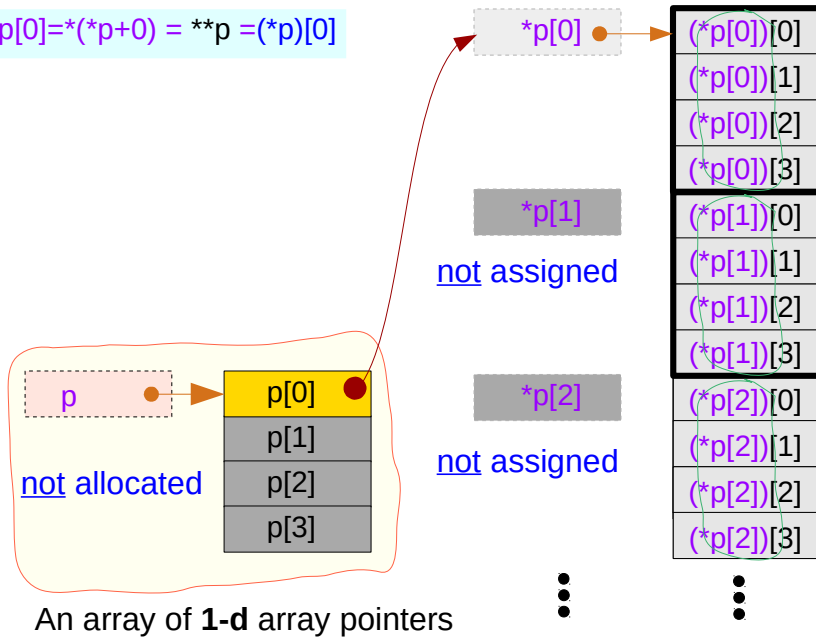 p[0]=*(*p+0) = **p =(*p)[0]
*p[0]
(*p[0])[0]
(*p[0])[1]
(*p[0])[2]
(*p[0])[3]
*p[1]
not assigned
(*p[1])[0]
(*p[1])[1]
(*p[1])[2]
(*p[1])[3]
*p[2]
not assigned
(*p[2])[0]
(*p[2])[1]
(*p[2])[2]
(*p[2])[3]
p
not allocated
p[0]
p[1]
p[2]
p[3]
An array of 1-d array pointers